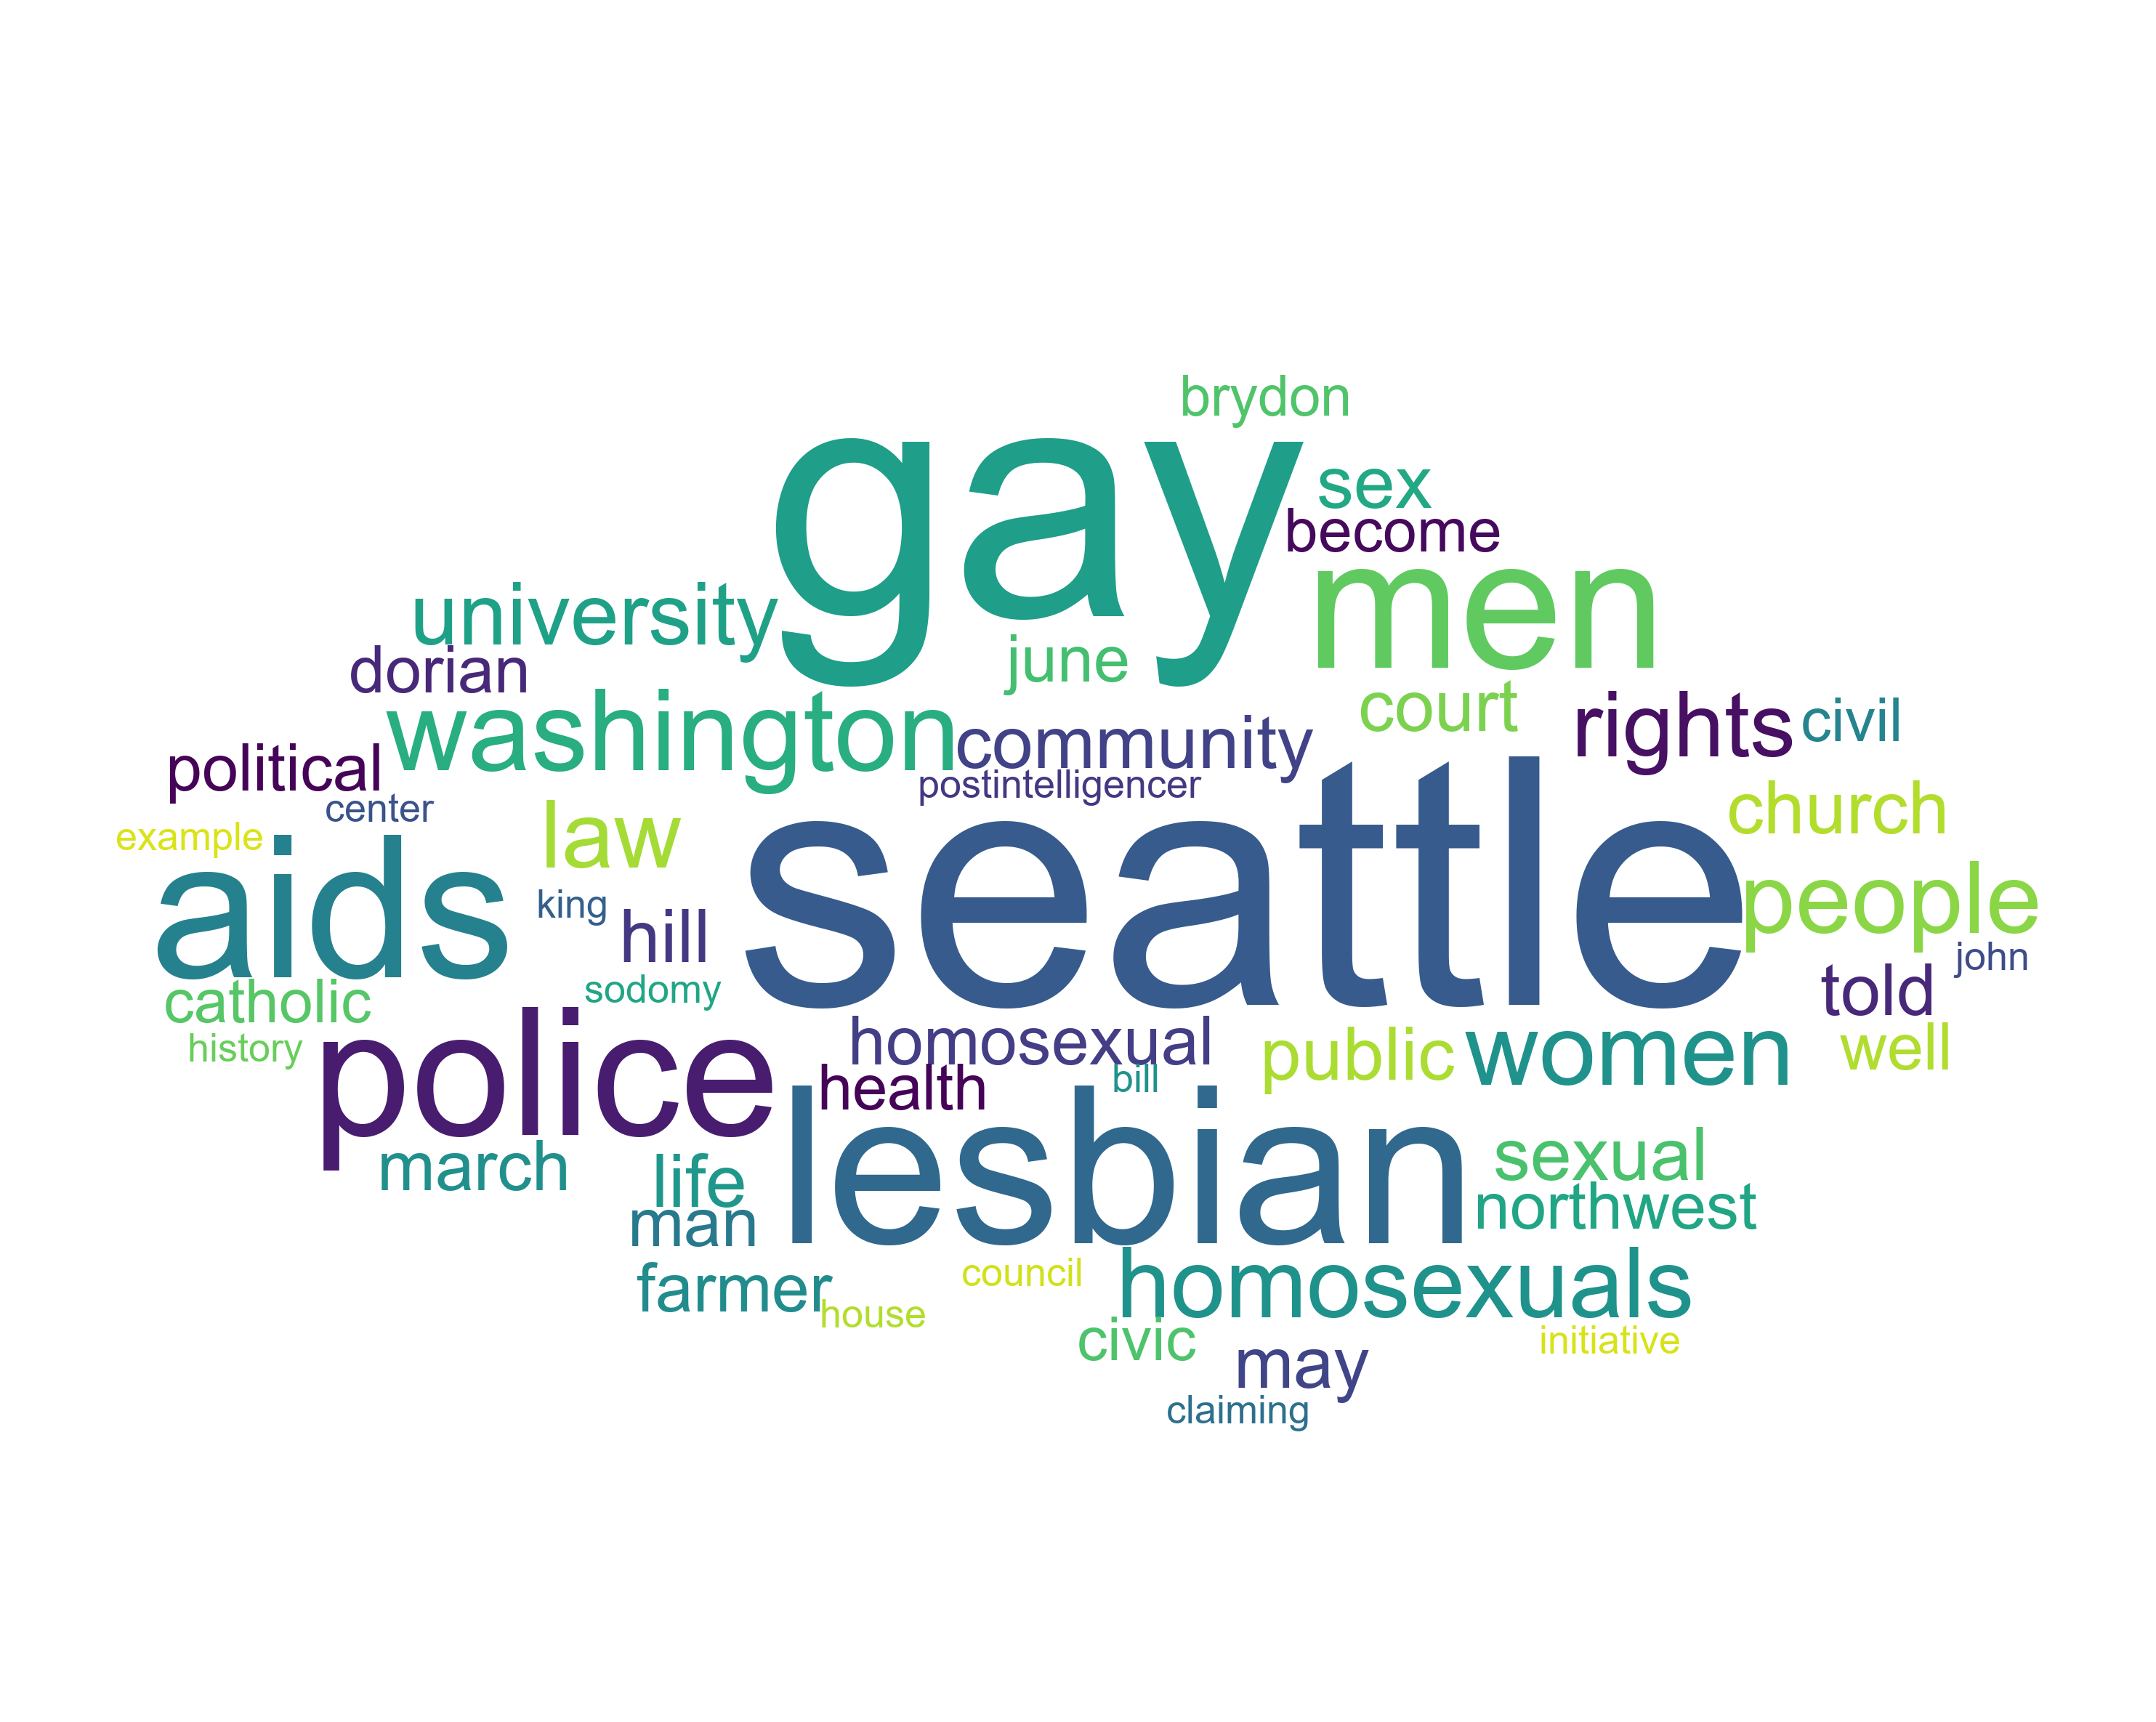 brydon
gay
sex
become
men
university
june
dorian
washington
community
court
rights
civil
political
postintelligencer
center
example
law
seattle
church
aids
king
hill
people
john
sodomy
told
catholic
history
police
homosexual
public
women
well
health
bill
lesbian
march
life
sexual
man
northwest
farmer
council
homosexuals
house
civic
initiative
may
claiming